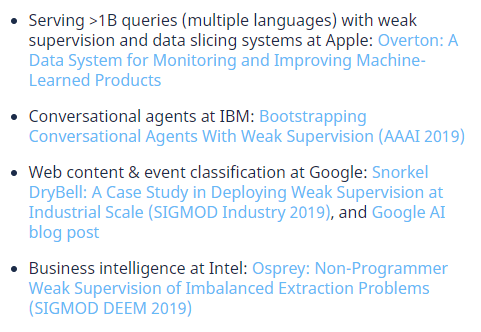 • Serving >1B queries (multiple languages) with weak
supervision and data slicing systems at Apple: Overton: A
Data System for Monitoring and Improving Machine-
Learned Products
• Conversational agents at IBM: Bootstrapping
Conversational Agents With Weak Supervision (AAAI 2019)
• Web content & event classification at Google: Snorkel
DryBell: A Case Study in Deploying Weak Supervision at
Industrial Scale (SIGMOD Industry 2019), and Google AI
blog post
• Business intelligence at Intel: Osprey: Non-Programmer
Weak Supervision of Imbalanced Extraction Problems
(SIGMOD DEEM 2019)